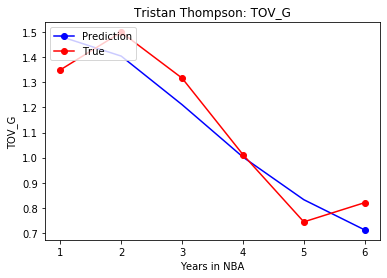 Tristan Thompson: TOV_G
Prediction
True
1.5
1.4
1.3
1.2
1.1
1.0
0.9
0.8
0.7
TOV_G
1 2 3 4 5 6
Years in NBA